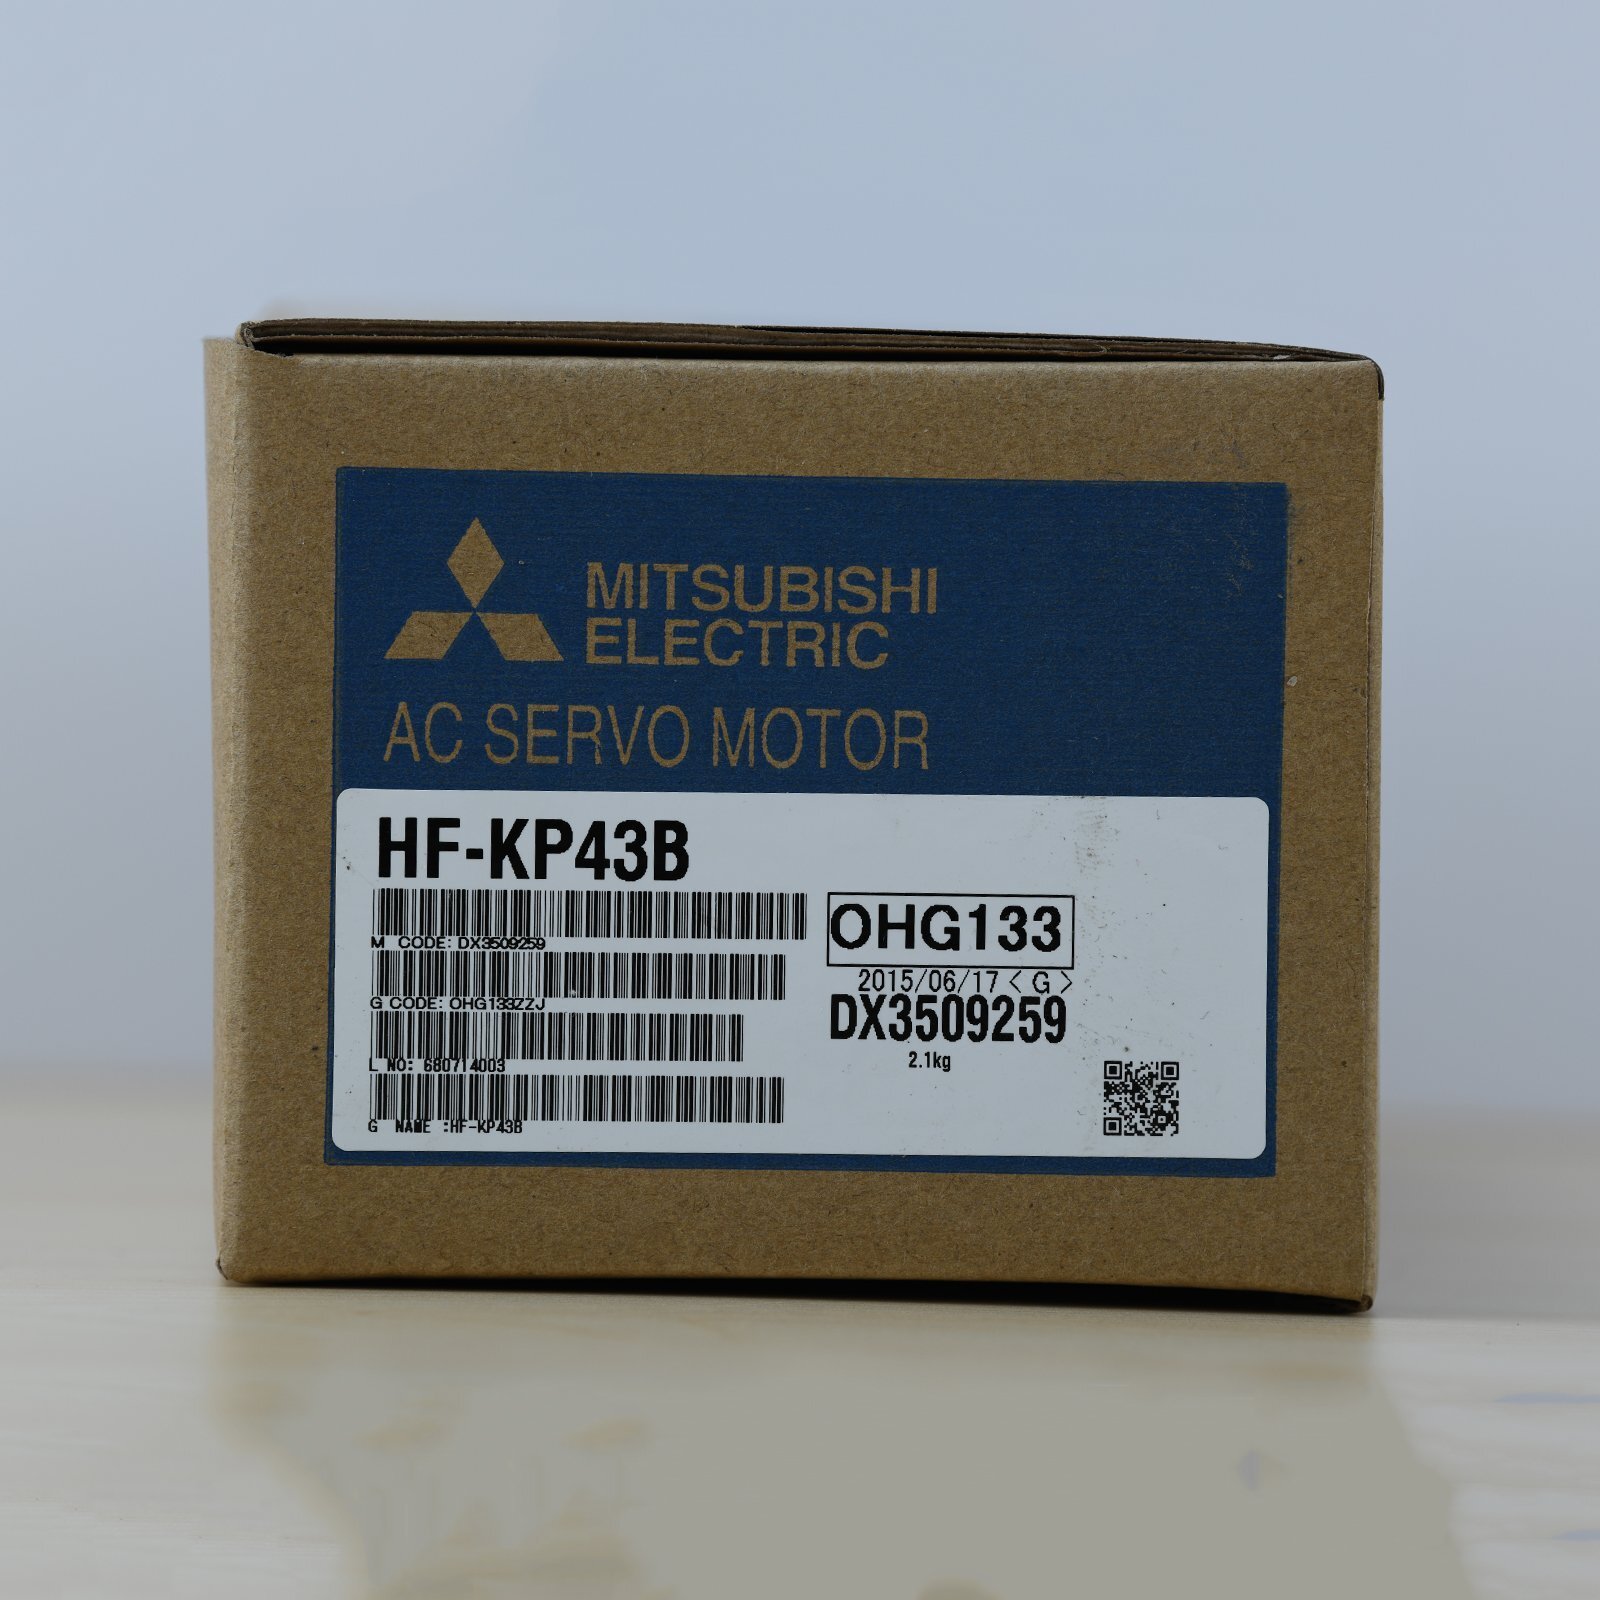 MITSUBISHI
ELECTRIC
AC SERVO MOTOR
HF-KP43B
M CODE: DX3509259
G CODE: OHG133ZZJ
L NO: 680714003
G NAME :HF-KP43B
OHG133
2015/06/17<G>
DX3509259
2.1kg